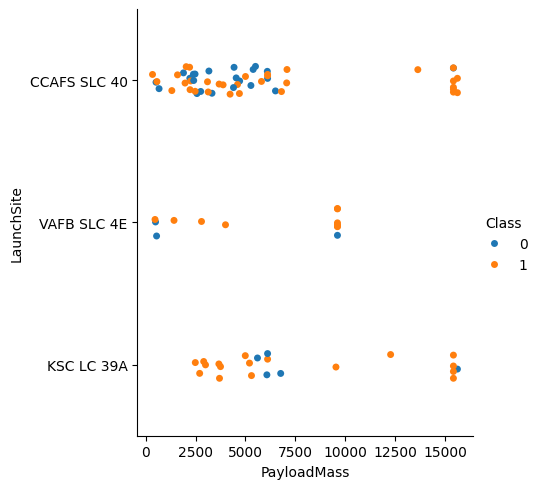 CCAFS SLC 40
VAFB SLC 4E
KSC LC 39A
LaunchSite
0 2500 5000 7500 10000 12500 15000
PayloadMass
Class
0
1